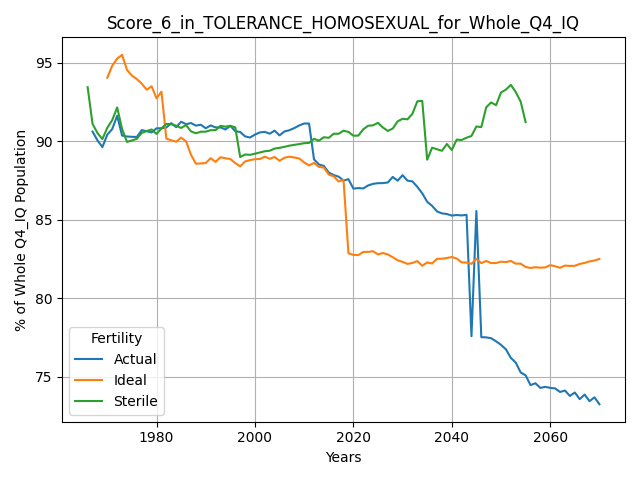 Score_6_in_TOLERANCE_HOMOSEXUAL_for_Whole_Q4_IQ
% of Whole Q4_IQ Population
95
90
85
80
75
Fertility
Actual
Ideal
Sterile
1980 2000 2020 2040 2060
Years